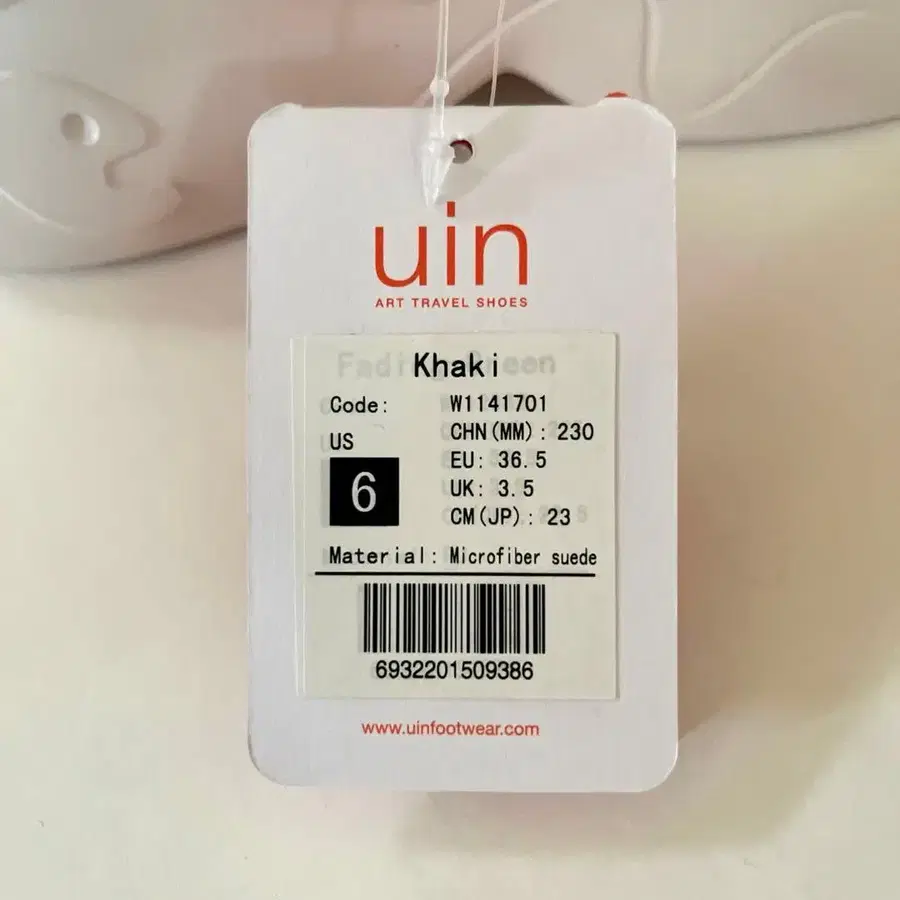 uin
ART TRAVEL SHOES
Khaki
Code: W1141701
US
6
CHN(MM): 230
EU: 36.5
UK: 3.5
CM(JP): 23
Material: Microfiber suede
6932201509386
www.uinfootwear.com